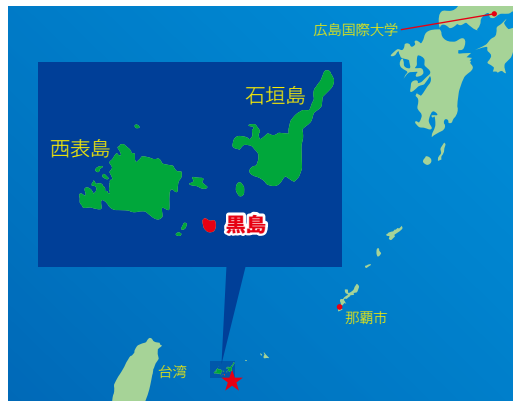 広島国際大学
石垣島
西表島
黒島
那覇市
台湾